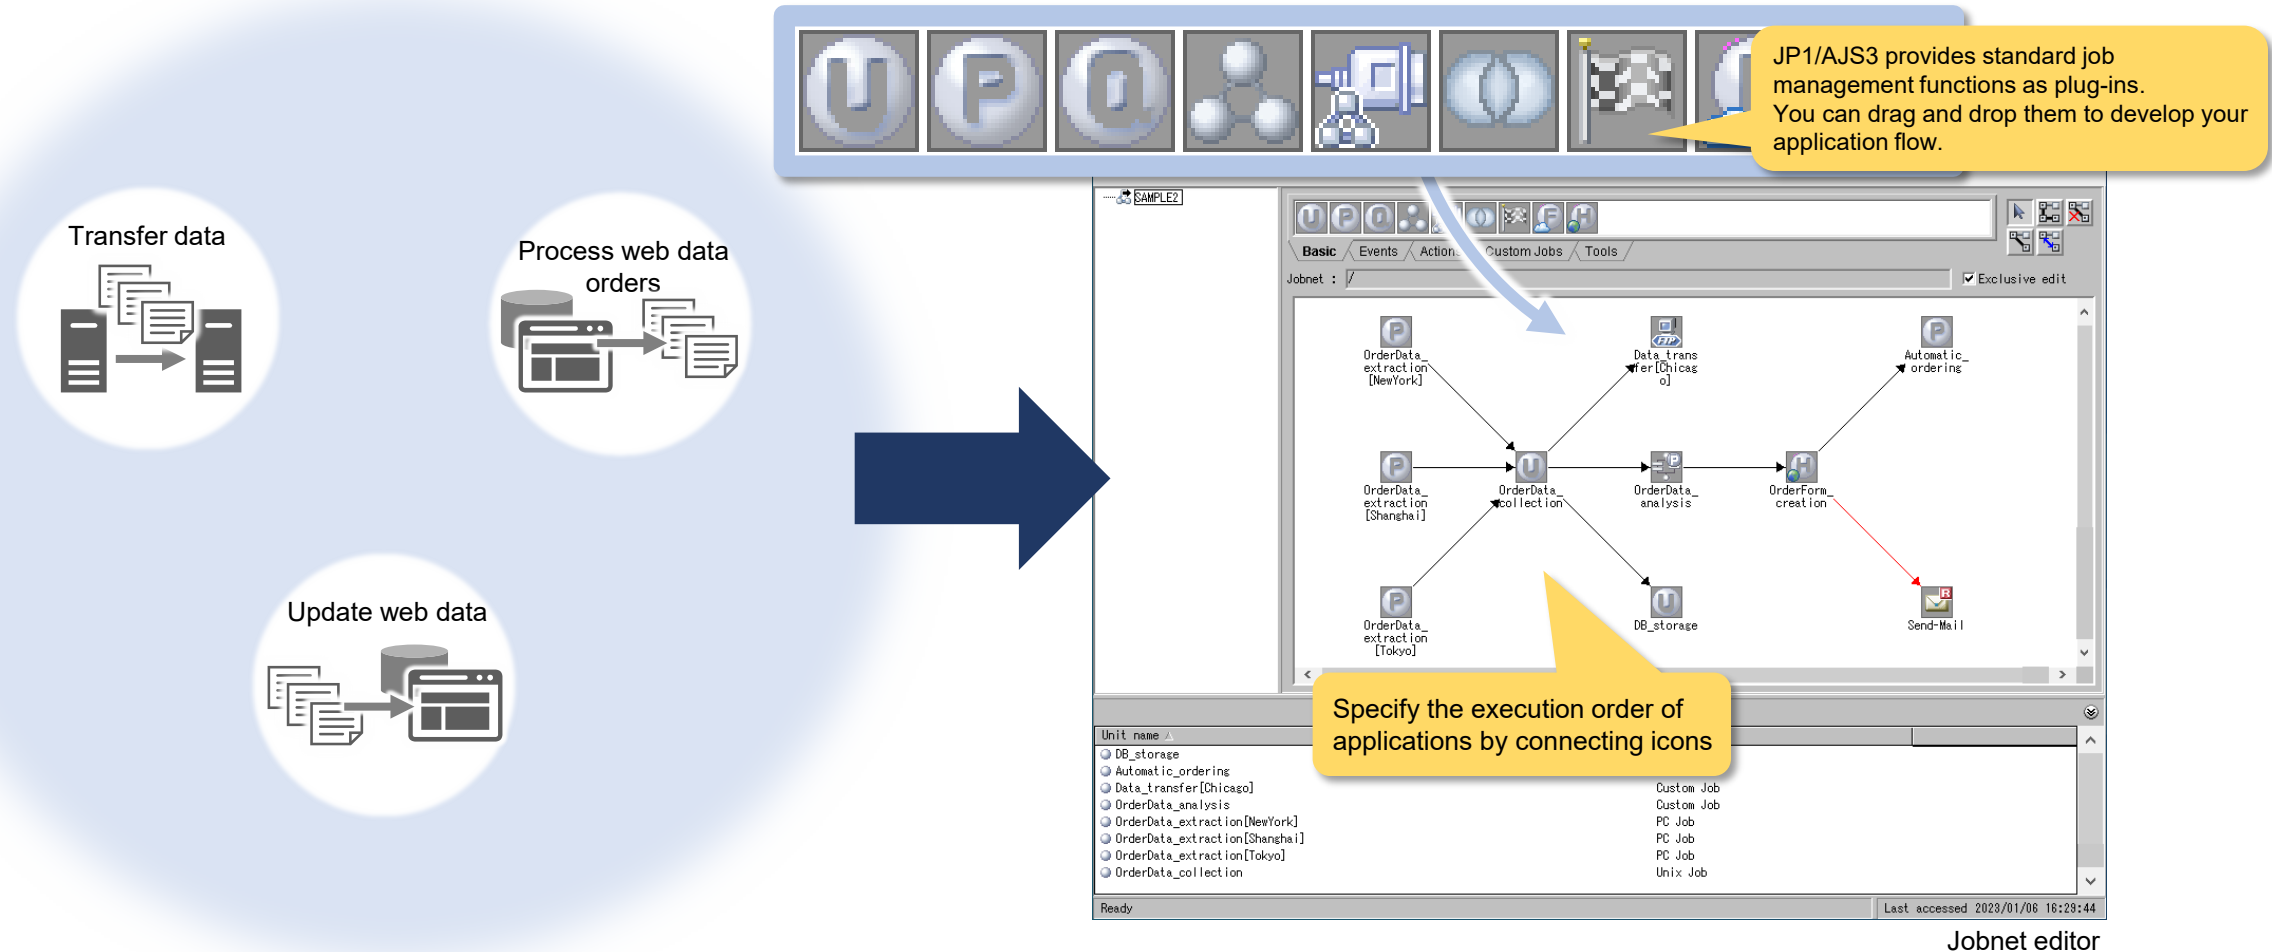 JP1/AJS3 provides standard job
management functions as plug-ins.
You can drag and drop them to develop your
application flow.
Transfer data
Process web data
orders
Update web data
SAMPLE2
Basic
Events
Custom Jobs
Tools
Jobnet : /
Exclusive edit
OrderData_
extraction
[NewYork]
Data_trans
fer[Chicag
o]
Automatic_
ordering
OrderData_
extraction
[Shanghai]
OrderData_
collection
OrderData_
analysis
OrderForm_
creation
OrderData_
extraction
[Tokyo]
DB_storage
Send-Mail
Specify the execution order of
applications by connecting icons
Unit name
DB_storage
Automatic_ordering
Data_transfer[Chicago] Custom Job
OrderData_analysis Custom Job
OrderData_extraction[NewYork] PC Job
OrderData_extraction[Shanghai] PC Job
OrderData_extraction[Tokyo] PC Job
OrderData_collection Unix Job
Ready
Last accessed 2023/01/06 16:29:44
Jobnet editor